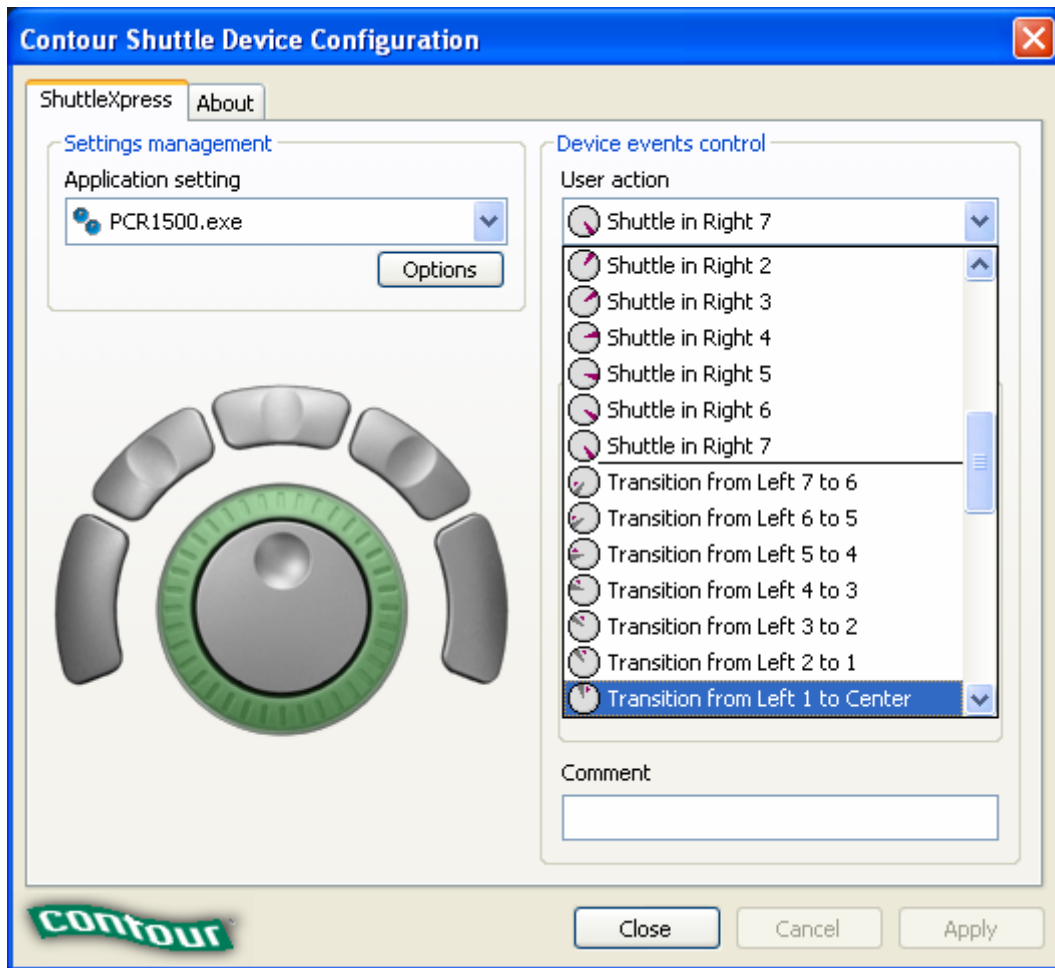 Contour Shuttle Device Configuration
ShuttleXpress
About
Settings management
Application setting
PCR1500.exe
Options
Device events control
User action
Shuttle in Right 7
Shuttle in Right 2
Shuttle in Right 3
Shuttle in Right 4
Shuttle in Right 5
Shuttle in Right 6
Shuttle in Right 7
Transition from Left 7 to 6
Transition from Left 6 to 5
Transition from Left 5 to 4
Transition from Left 4 to 3
Transition from Left 3 to 2
Transition from Left 2 to 1
Transition from Left 1 to Center
Comment
contour
Close
Cancel
Apply